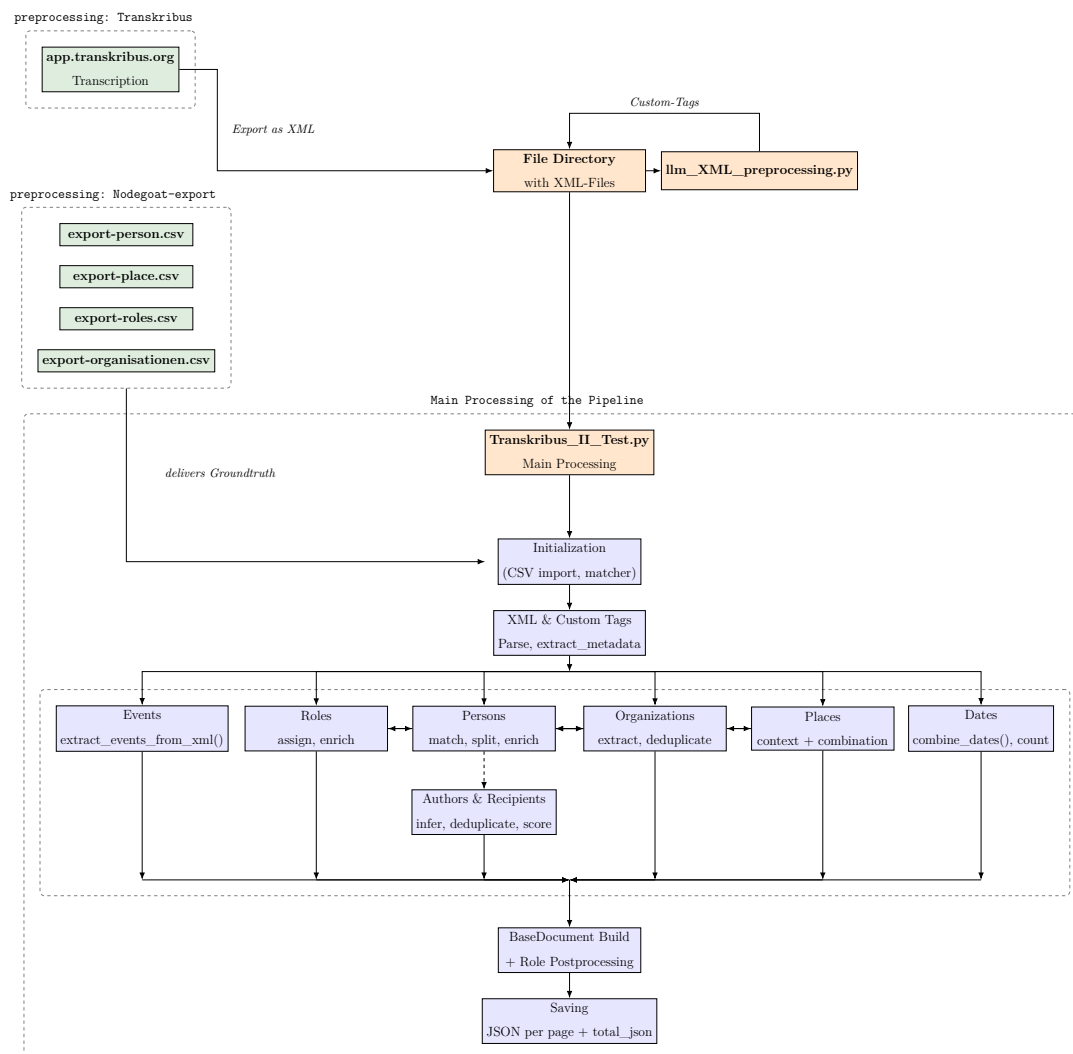 preprocessing: Transkribus
app.transkribus.org
Transcription
Custom-Tags
Export as XML
File Directory
with XML-Files
llm_XML_preprocessing.py
preprocessing: Nodegoat-export
export-person.csv
export-place.csv
export-roles.csv
export-organisationen.csv
Main Processing of the Pipeline
Transkribus_II_Test.py
Main Processing
delivers Groundtruth
Initialization
(CSV import, matcher)
XML & Custom Tags
Parse, extract_metadata
Events
extract_events_from_xml()
Roles
assign, enrich
Persons
match, split, enrich
Organizations
extract, deduplicate
Places
context + combination
Dates
combine_dates(), count
Authors & Recipients
infer, deduplicate, score
BaseDocument Build
+ Role Postprocessing
Saving
JSON per page + total_json